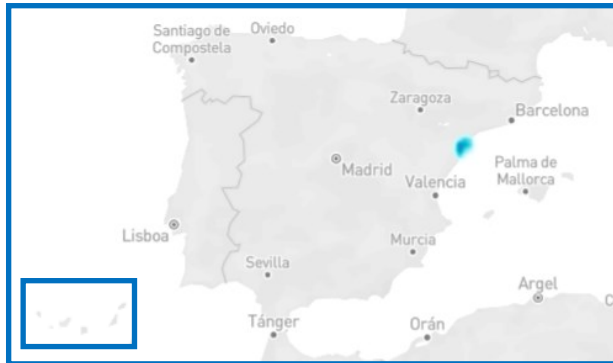 Santiago de
Compostela
Oviedo
Zaragoza
Barcelona
Madrid
Palma de
Mallorca
Valencia
Lisboa
Murcia
Sevilla
Argel
C
Tánger
Orán